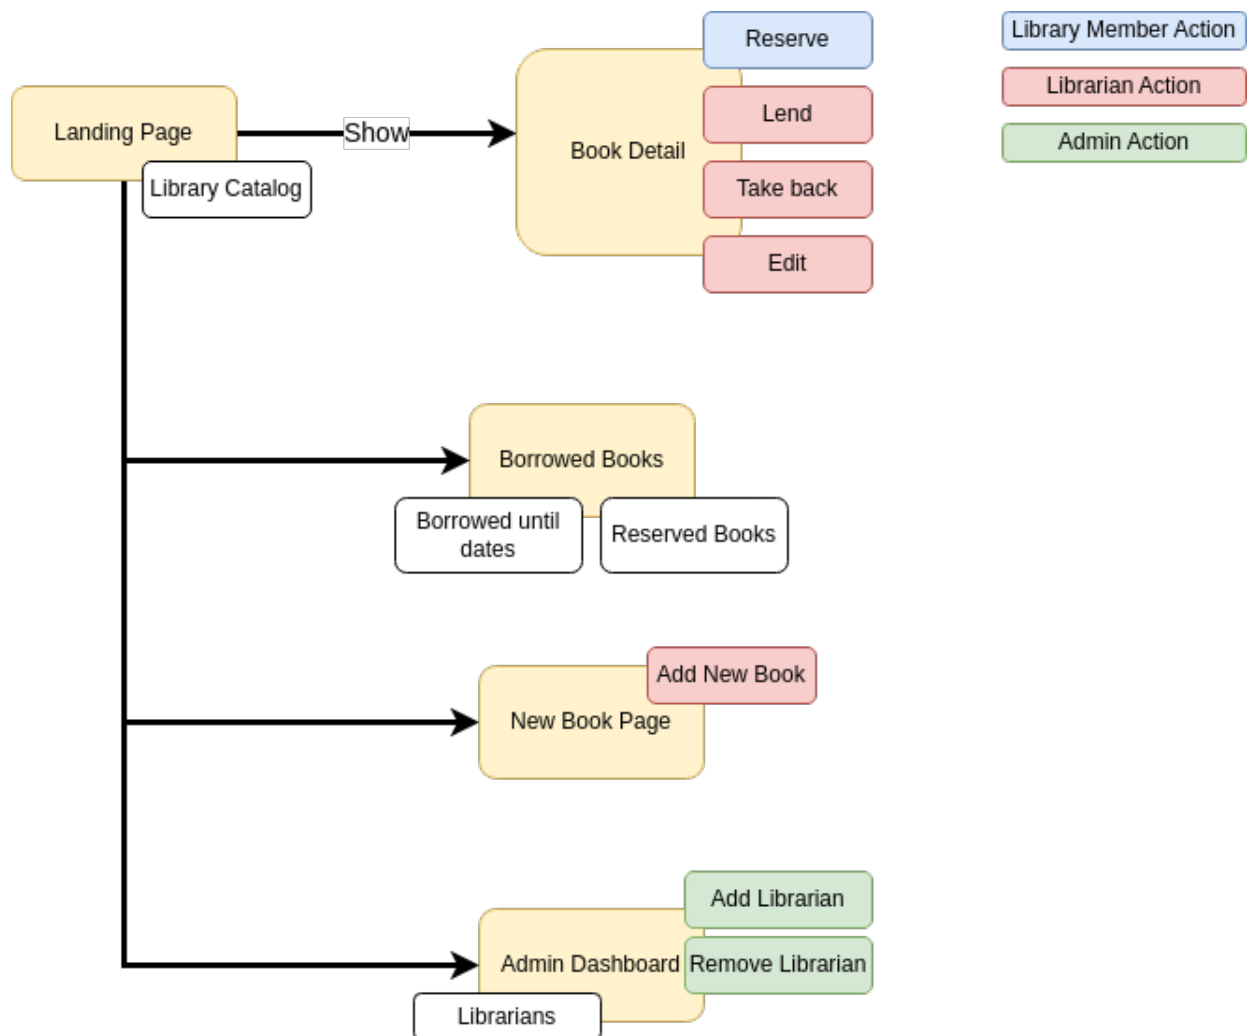 Reserve
Library Member Action
Lend
Librarian Action
Landing Page
Show
Book Detail
Admin Action
Library Catalog
Take back
Edit
Borrowed Books
Borrowed until
dates
Reserved Books
Add New Book
New Book Page
Add Librarian
Admin Dashboard
Remove Librarian
Librarians